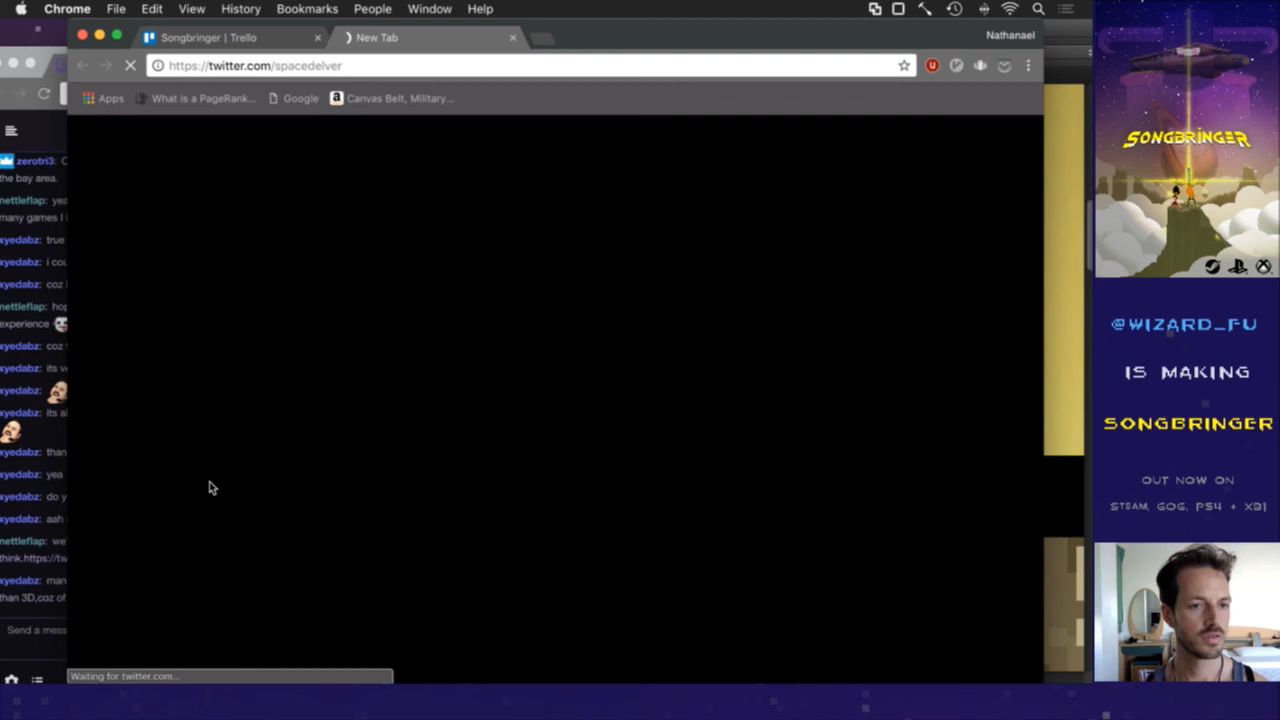 Chrome File Edit View History Bookmarks People Window Help
Songbringer | Trello
New Tab
Nathanael
https://twitter.com/spacedelver
Apps
What is a PageRank...
Google
Canvas Belt, Military...
zerotri3:
the bay area.
nettleflap: yea
many games I
xyedabz: true
xyedabz: i cou
xyedabz: coz i
nettleflap: hop
experience
xyedabz: coz
xyedabz: its v
xyedabz:
xyedabz: its al
xyedabz: than
xyedabz: yea
xyedabz: do y
xyedabz: aah
nettleflap: we
think.https://tw
xyedabz: man
than 3D,coz of
Send a mess
Waiting for twitter.com...
SONGBRINGER
@WIZARD_FU
IS MAKING
SONGBRINGER
OUT NOW ON
STEAM, GOG, PS4 + XB1